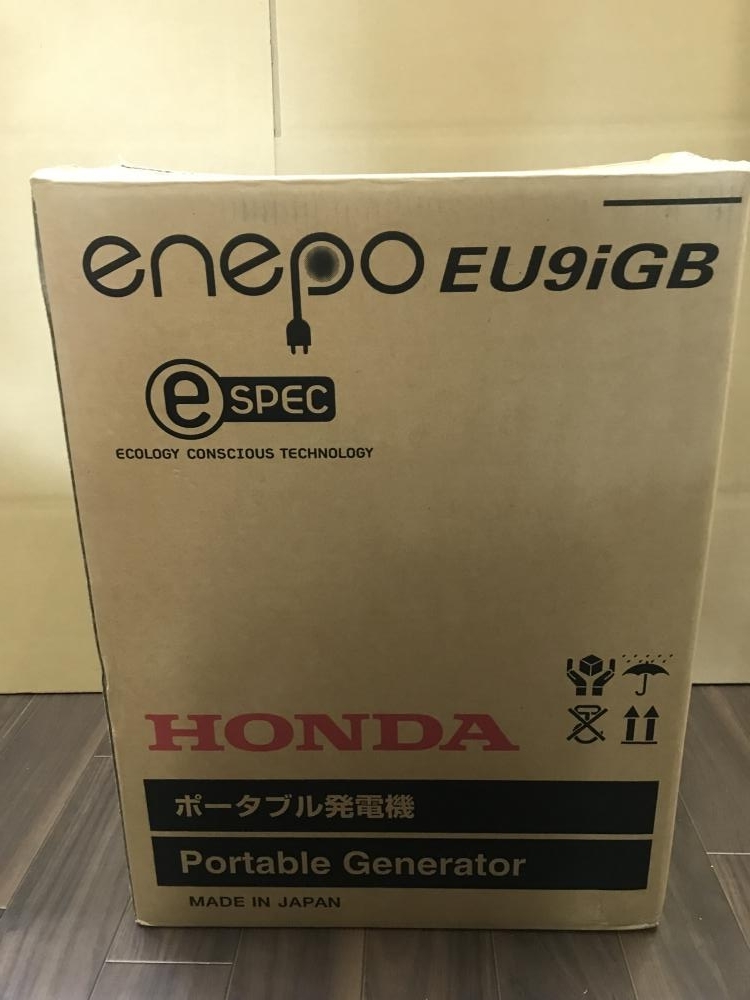 enepo EU9iGB
e SPEC
ECOLOGY CONSCIOUS TECHNOLOGY
HONDA
ポータブル発電機
Portable Generator
MADE IN JAPAN